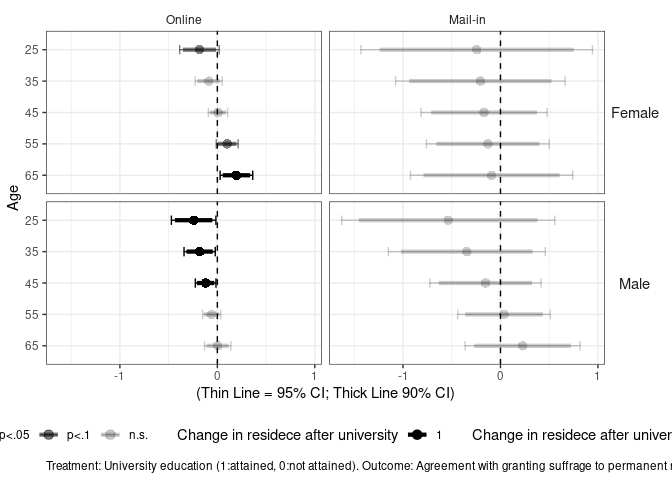 Online
Mail-in
25
35
45
55
65
Female
Age
25
35
45
55
65
Male
-1 0 1 -1 0 1
(Thin Line = 95% CI; Thick Line 90% CI)
p<.05 p<.1 n.s. Change in residece after university 1 Change in residece after univer
Treatment: University education (1:attained, 0:not attained). Outcome: Agreement with granting suffrage to permanent r